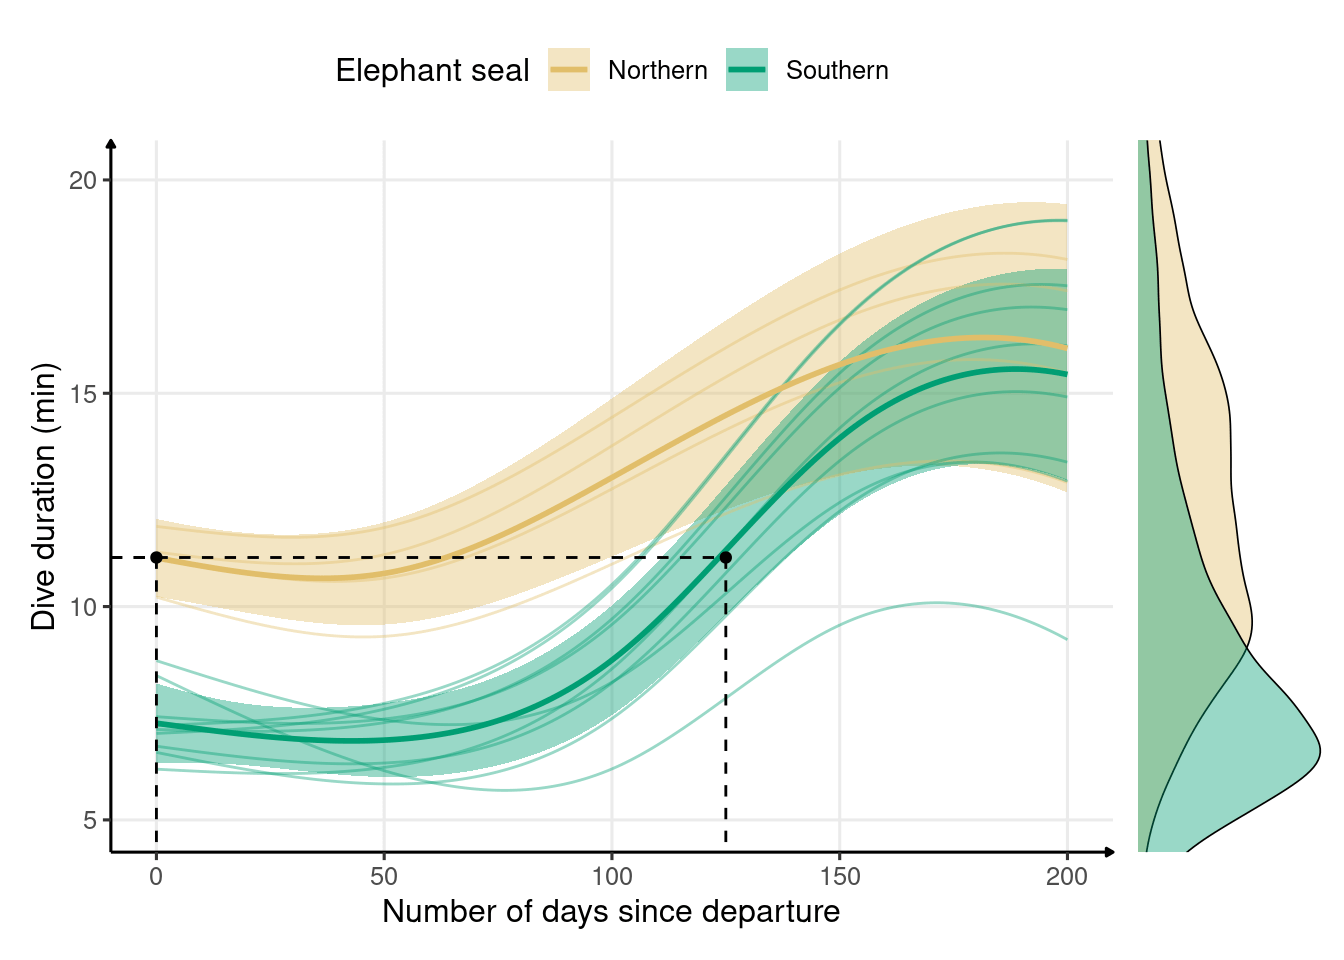 Elephant seal Northern Southern
20
15
10
5
Dive duration (min)
0 50 100 150 200
Number of days since departure